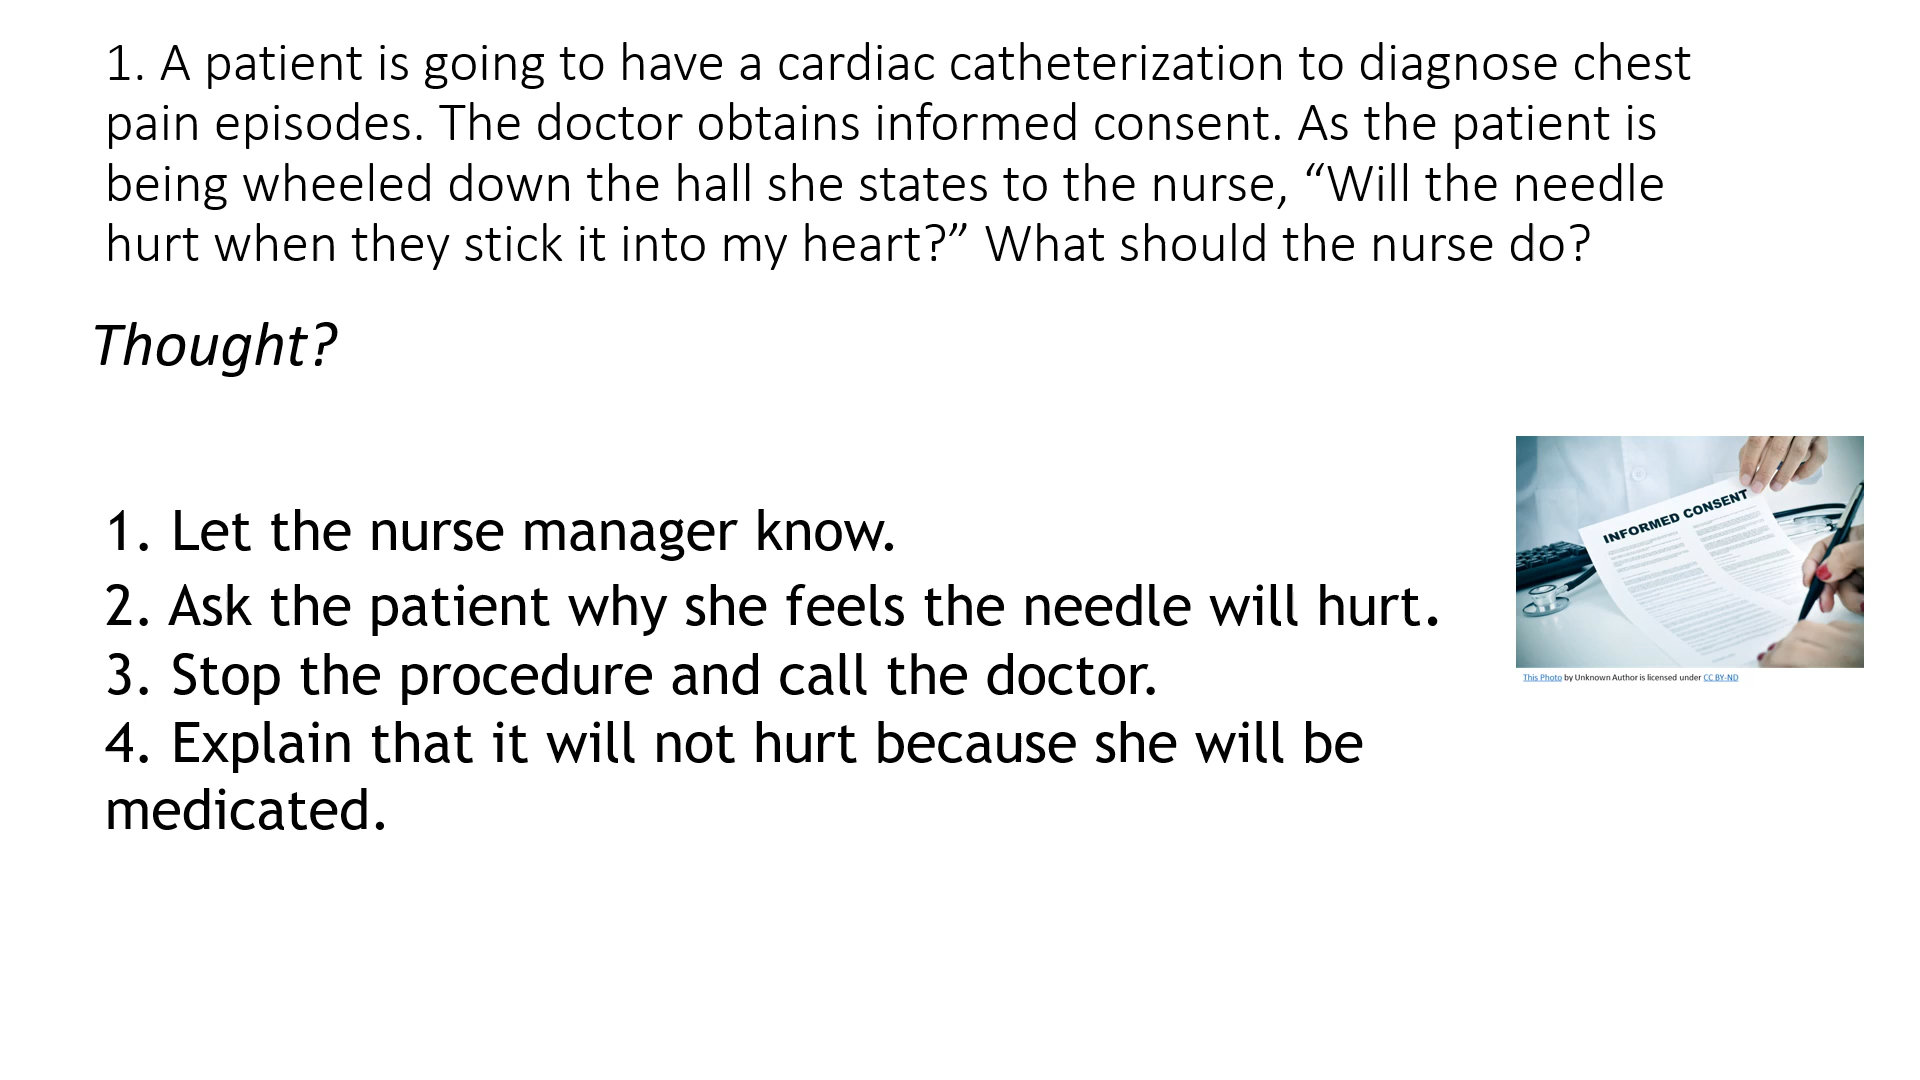 1. A patient is going to have a cardiac catheterization to diagnose chest
pain episodes. The doctor obtains informed consent. As the patient is
being wheeled down the hall she states to the nurse, “Will the needle
hurt when they stick it into my heart?” What should the nurse do?
Thought?
1. Let the nurse manager know.
2. Ask the patient why she feels the needle will hurt.
3. Stop the procedure and call the doctor.
4. Explain that it will not hurt because she will be
medicated.
INFORMED CONSENT
This Photo by Unknown Author is licensed under CC BY-ND